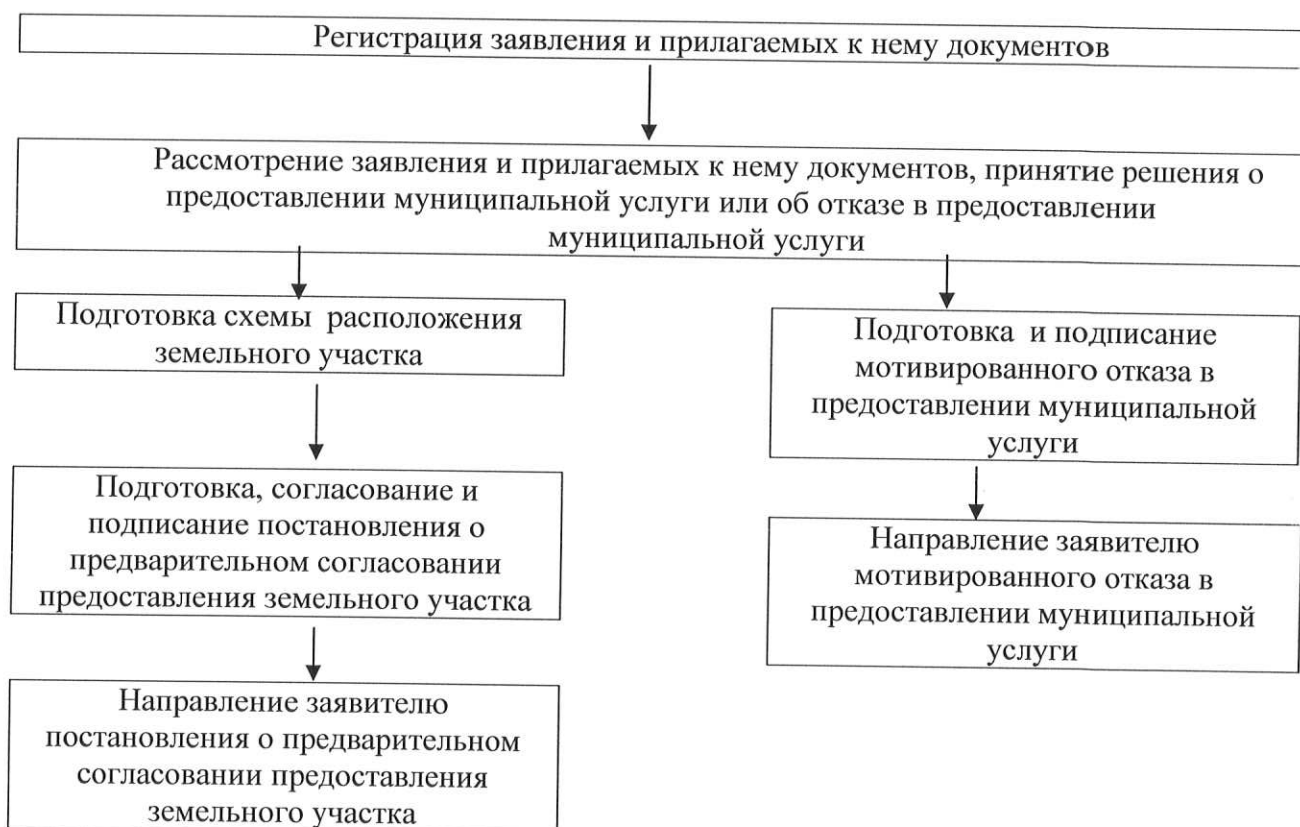 Регистрация заявления и прилагаемых к нему документов
Рассмотрение заявления и прилагаемых к нему документов, принятие решения о
предоставлении муниципальной услуги или об отказе в предоставлении
муниципальной услуги
Подготовка схемы расположения
земельного участка
Подготовка, согласование и
подписание постановления о
предварительном согласовании
предоставления земельного участка
Направление заявителю
постановления о предварительном
согласовании предоставления
земельного участка
Подготовка и подписание
мотивированного отказа в
предоставлении муниципальной
услуги
Направление заявителю
мотивированного отказа в
предоставлении муниципальной
услуги